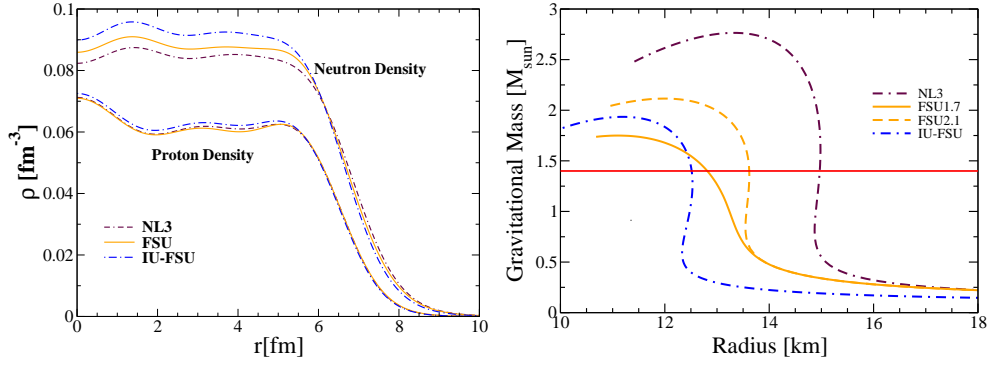 0.1
0.08
0.06
0.04
0.02
0
ρ [fm-3]
Neutron Density
Proton Density
NL3
FSU
IU-FSU
0 2 4 6 8 10
r[fm]
3
2.5
2
1.5
1
0.5
0
Gravitational Mass [Msun]
NL3
FSU1.7
FSU2.1
IU-FSU
10 12 14 16 18
Radius [km]